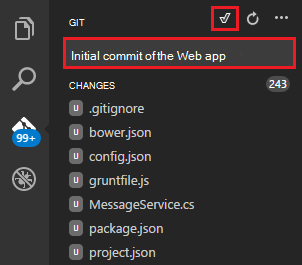 GIT
Initial commit of the Web app
CHANGES 243
U .gitignore
U bower.json
99+
U config.json
U gruntfile.js
U MessageService.cs
U package.json
U project.json